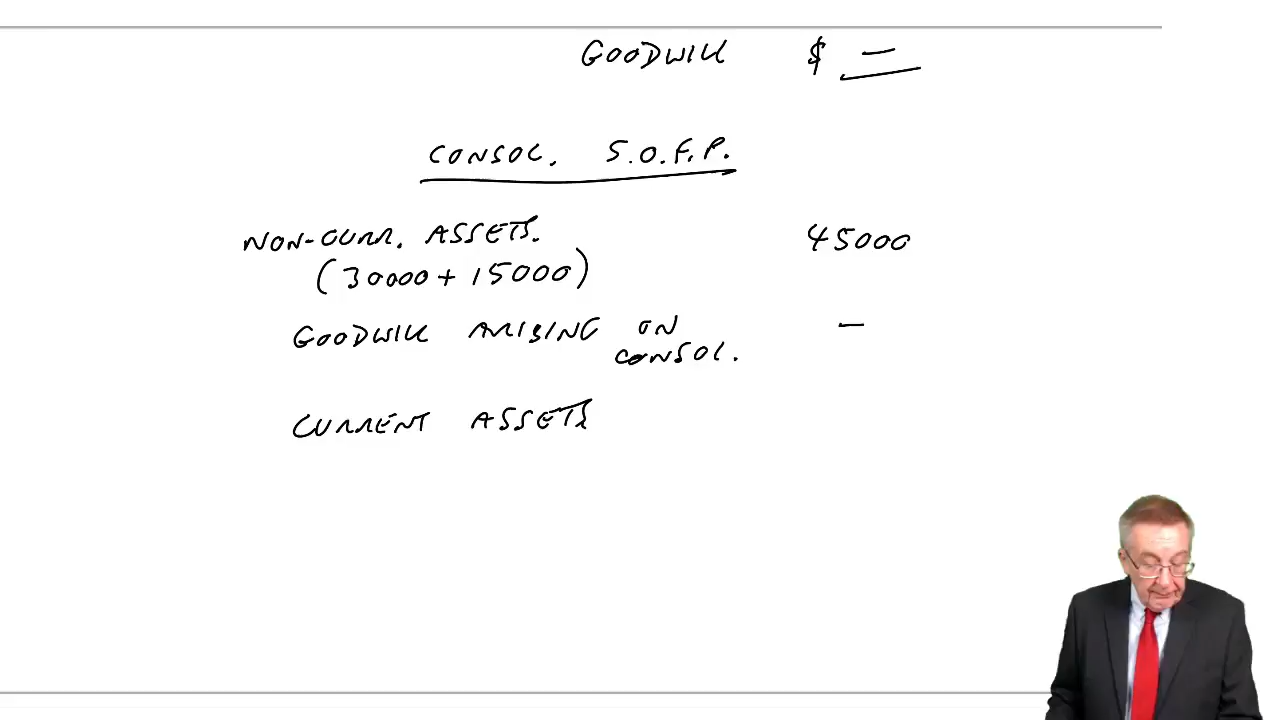 GOODWILL $ —
CONSOL. S.O.F.P.
NON-CURR. ASSETS. 45000
(30000 + 15000)
GOODWILL ARISING ON —
CONSOL.
CURRENT ASSETS